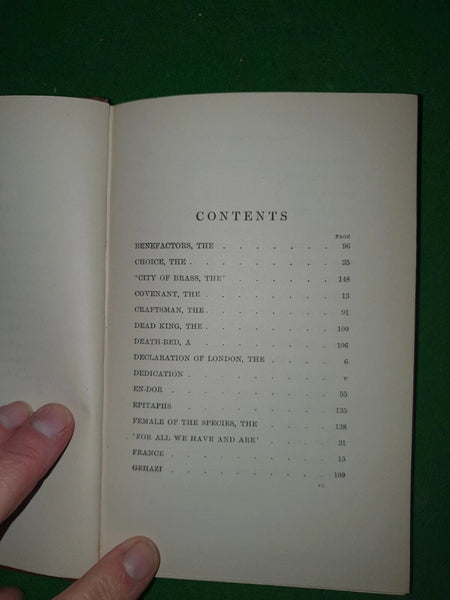 CONTENTS
PAGE
BENEFACTORS, THE . . . . . . . 96
CHOICE, THE . . . . . . . . 35
'CITY OF BRASS, THE' . . . . . . . 148
COVENANT, THE . . . . . . . . 13
CRAFTSMAN, THE . . . . . . . . 91
DEAD KING, THE . . . . . . . . 100
DEATH-BED, A . . . . . . . 106
DECLARATION OF LONDON, THE . . . . . 6
DEDICATION . . . . . . . . v
EN-DOR . . . . . . . . . 55
EPITAPHS . . . . . . . . 135
FEMALE OF THE SPECIES, THE . . . . . 128
'FOR ALL WE HAVE AND ARE' . . . . . 21
FRANCE . . . . . . . . . 15
GEHAZI . . . . . . . . . 109
vii